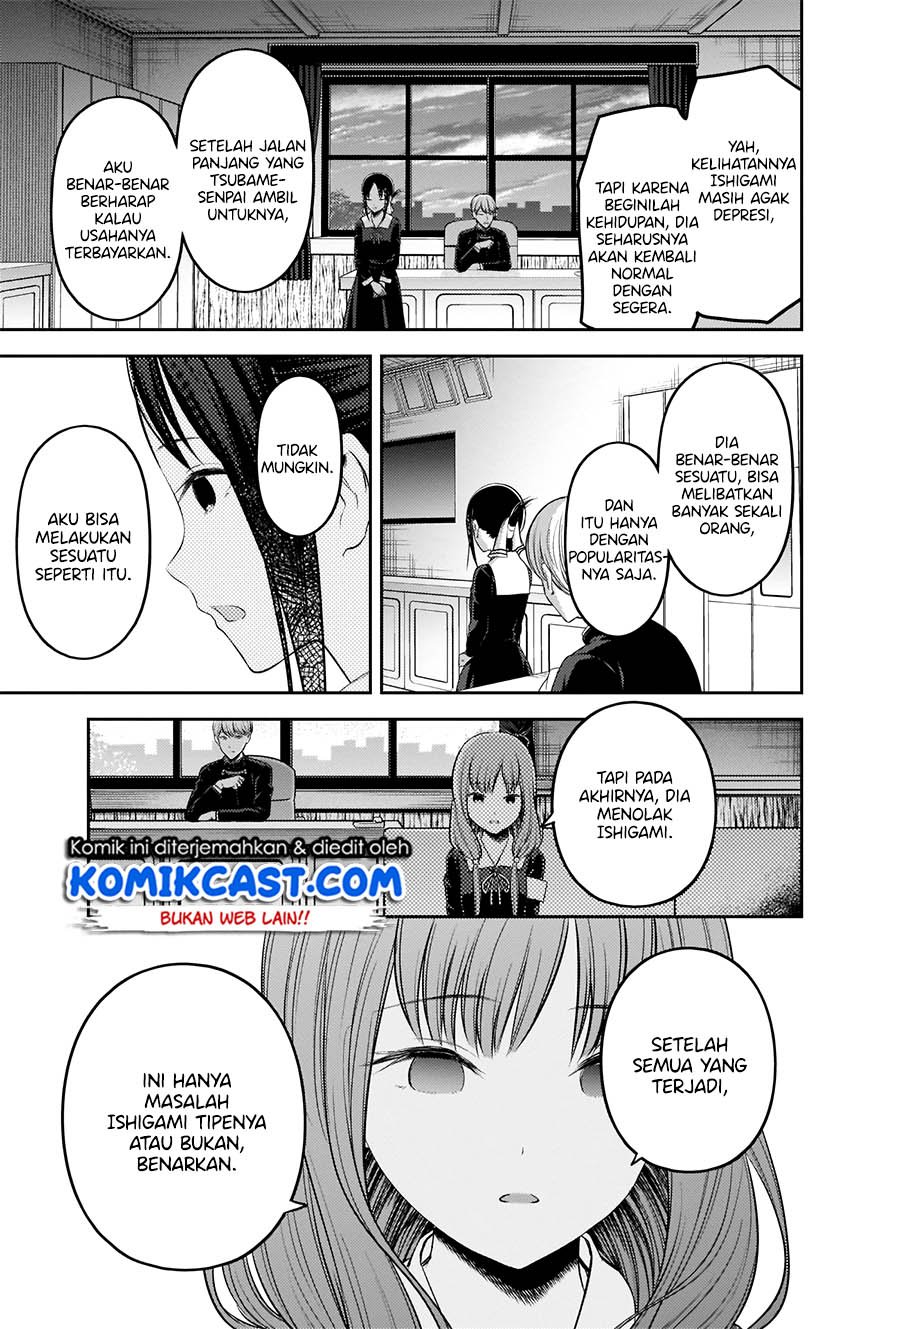 YAH,
KELIHATANNYA
ISHIGAMI
MASIH AGAK
DEPRESI,
TAPI KARENA
BEGINILAH
KEHIDUPAN, DIA
SEHARUSNYA
AKAN KEMBALI
NORMAL
DENGAN
SEGERA.
SETELAH JALAN
PANJANG YANG
TSUBAME-
SENPAI AMBIL
UNTUKNYA,
AKU
BENAR-BENAR
BERHARAP
KALAU
USAHANYA
TERBAYARKAN.
DIA
BENAR-BENAR
SESUATU, BISA
MELIBATKAN
BANYAK SEKALI
ORANG,
DAN
ITU HANYA
DENGAN
POPULARITAS-
NYA SAJA.
TIDAK
MUNGKIN.
AKU BISA
MELAKUKAN
SESUATU
SEPERTI ITU.
TAPI PADA
AKHIRNYA, DIA
MENOLAK
ISHIGAMI.
Komik ini diterjemahkan & diedit oleh
KOMIKCAST.COM
BUKAN WEB LAIN!!
SETELAH
SEMUA YANG
TERJADI,
INI HANYA
MASALAH
ISHIGAMI TIPENYA
ATAU BUKAN,
BENARKAN.